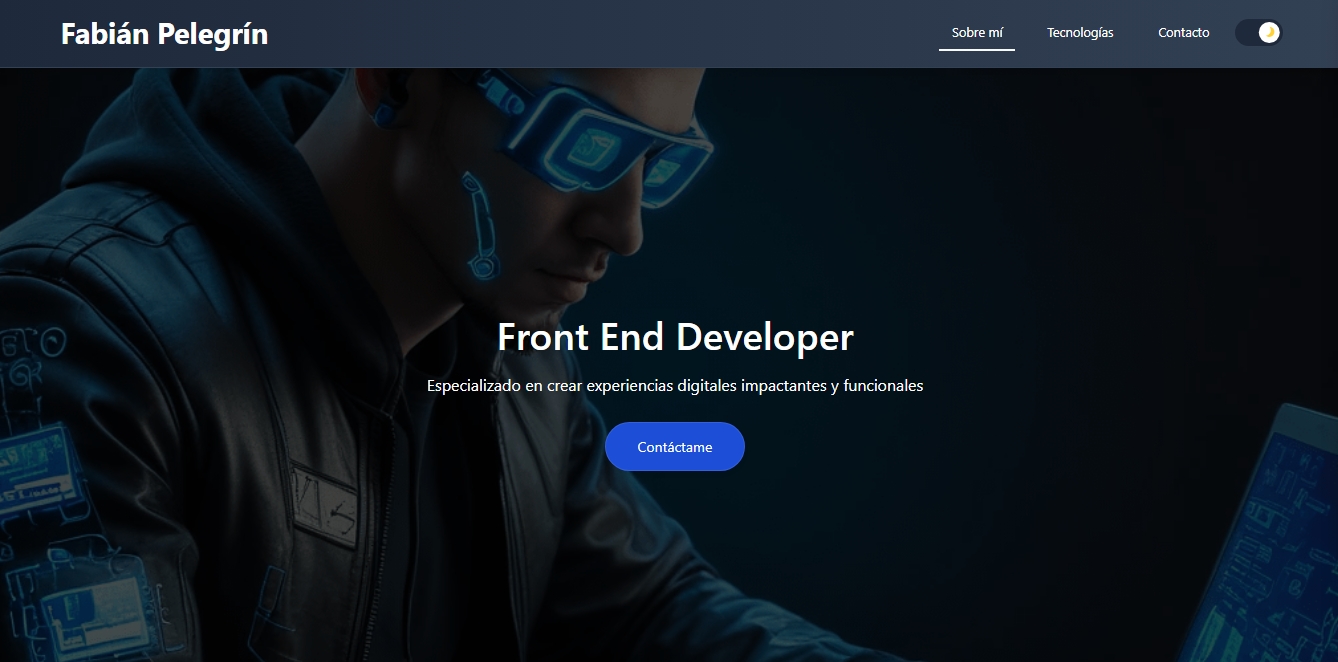 Fabián Pelegrín
Sobre mí Tecnologías Contacto
Front End Developer
Especializado en crear experiencias digitales impactantes y funcionales
Contáctame